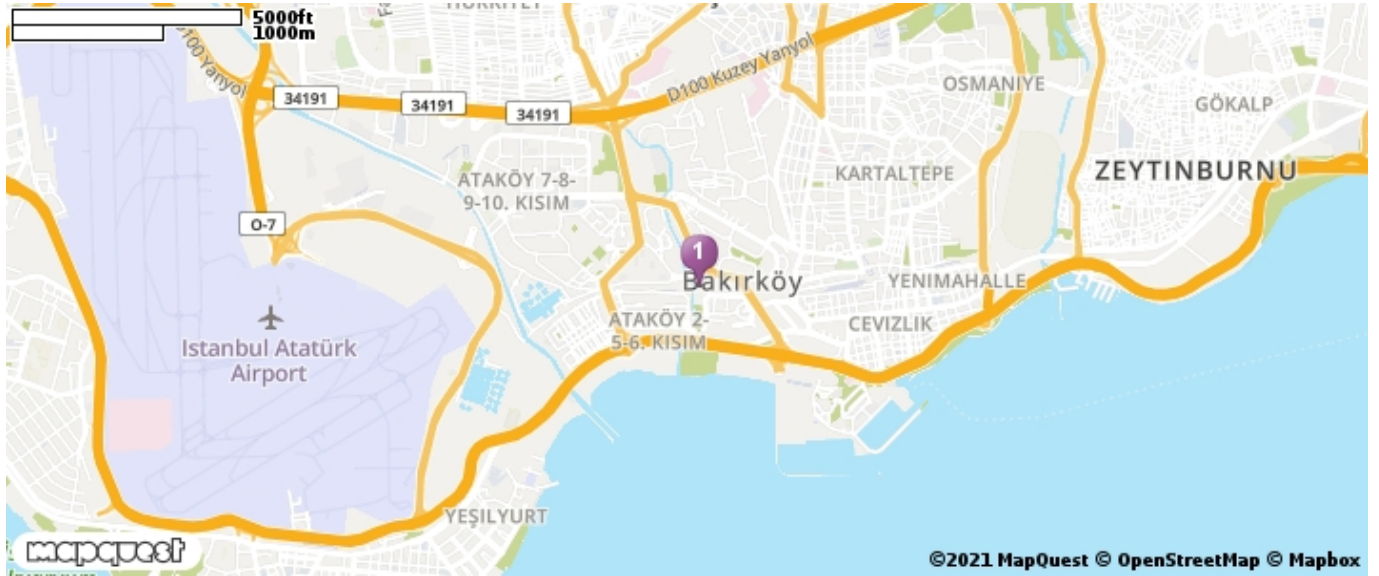 5000ft
1000m
HÜRRİYET
D100 Yanyol
D100 Kuzey Yanyol
34191
34191
34191
OSMANIYE
GÖKALP
ZEYTINBURNU
KARTALTEPE
ATAKÖY 7-8-
9-10. KISIM
O-7
1
Bakırköy
YENIMAHALLE
CEVIZLIK
ATAKÖY 2-
5-6. KISIM
Istanbul Atatürk
Airport
YEŞILYURT
mapquest
©2021 MapQuest © OpenStreetMap © Mapbox